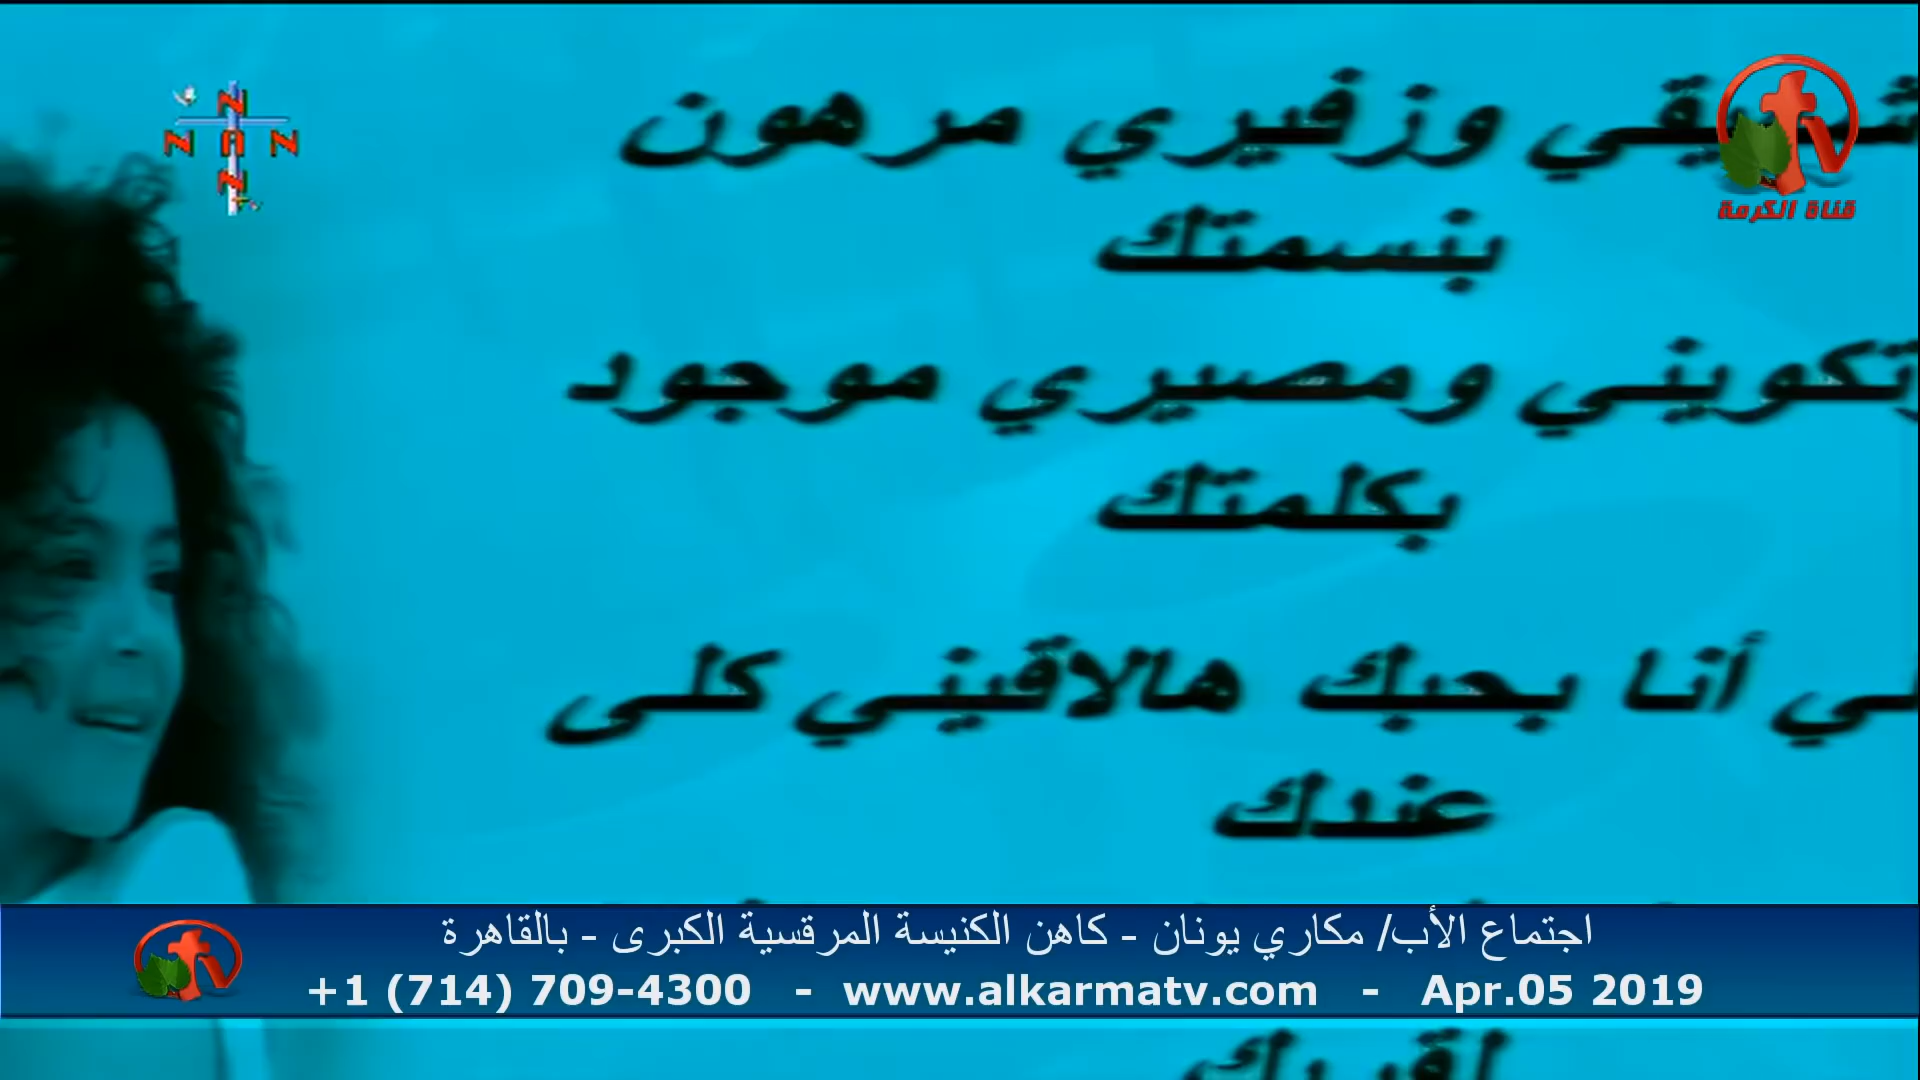 وزفيري مرهون
بنسمتك
تكويني ومصيري موجود
بكلمتك
أنا بحبك هالاقيني كلى
عندك
قناة الكرمة
اجتماع الأب/ مكاري يونان - كاهن الكنيسة المرقسية الكبرى - بالقاهرة
+1 (714) 709-4300 - www.alkarmatv.com - Apr.05 2019